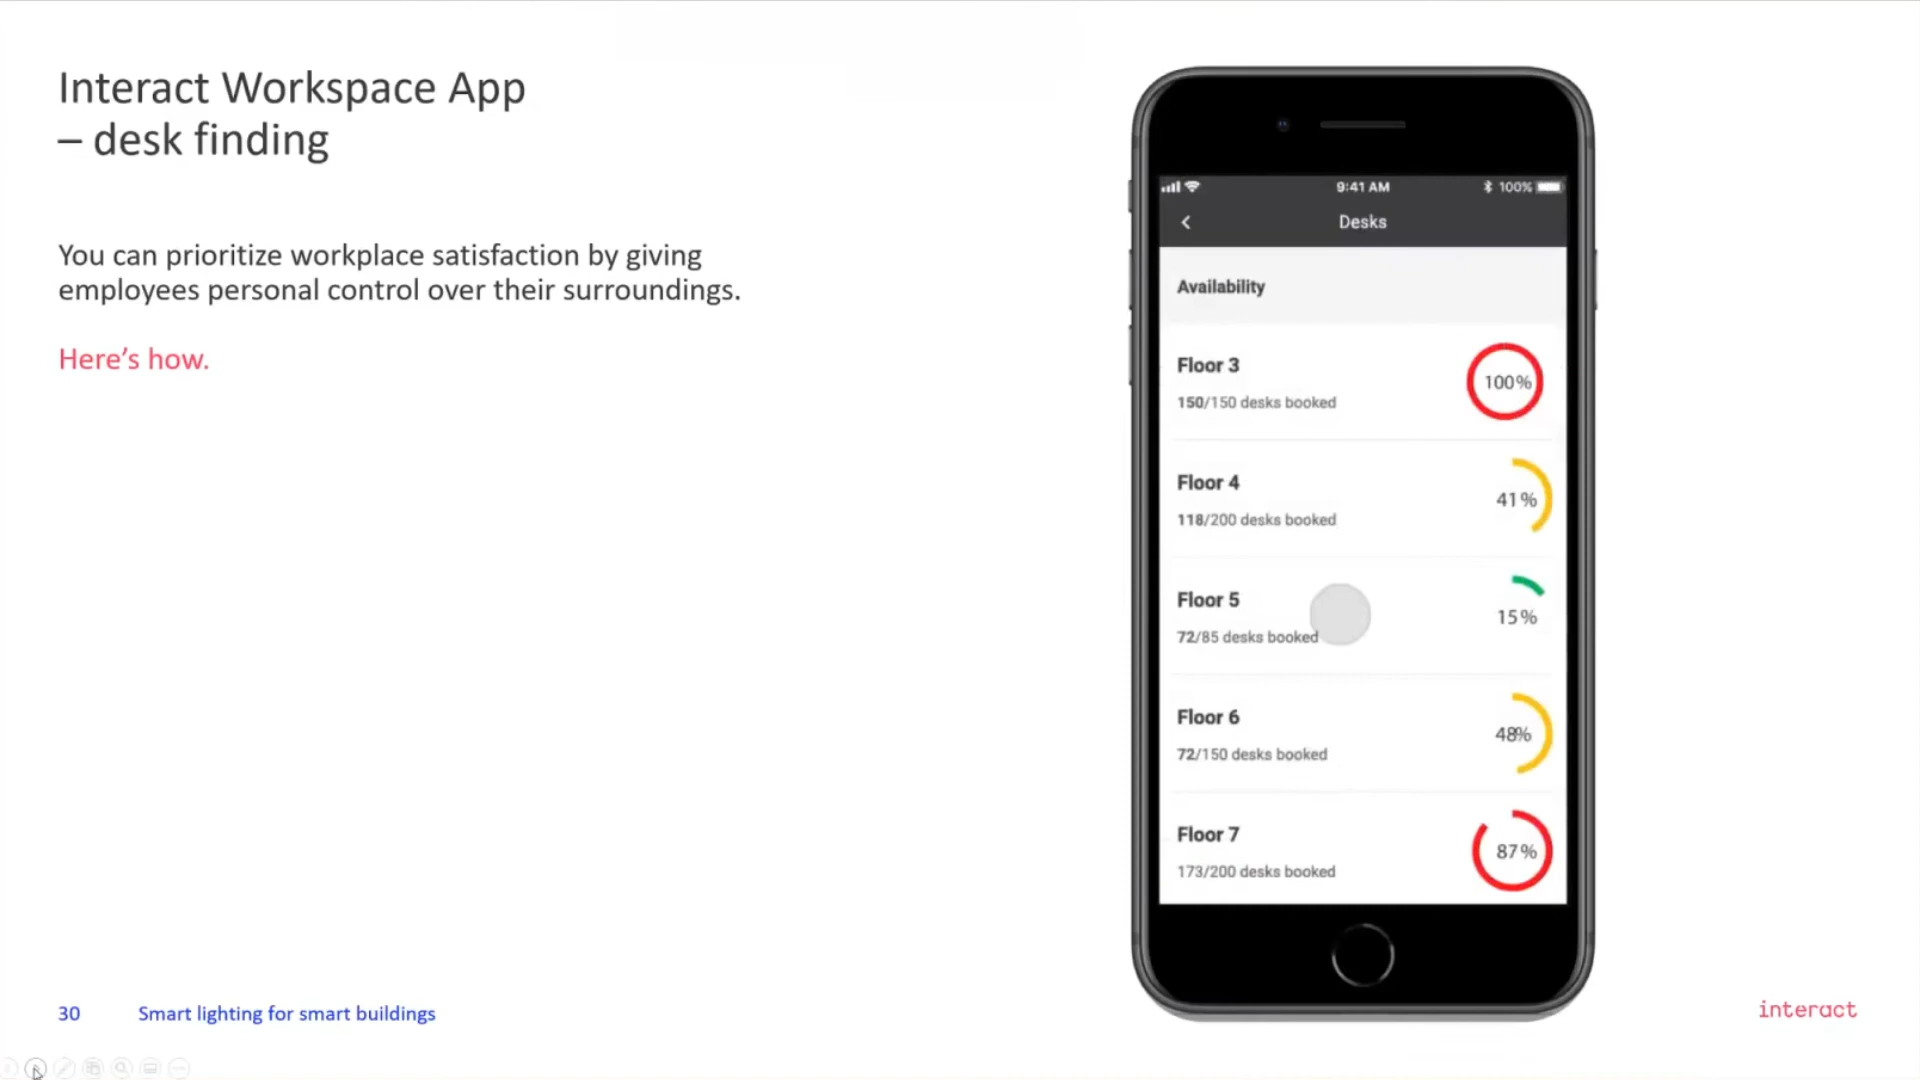 Interact Workspace App
– desk finding
You can prioritize workplace satisfaction by giving
employees personal control over their surroundings.
Here's how.
9:41 AM
100%
Desks
Availability
Floor 3
100%
150/150 desks booked
Floor 4
41%
118/200 desks booked
Floor 5
15%
72/85 desks booked
Floor 6
48%
72/150 desks booked
Floor 7
87%
173/200 desks booked
30 Smart lighting for smart buildings
interact